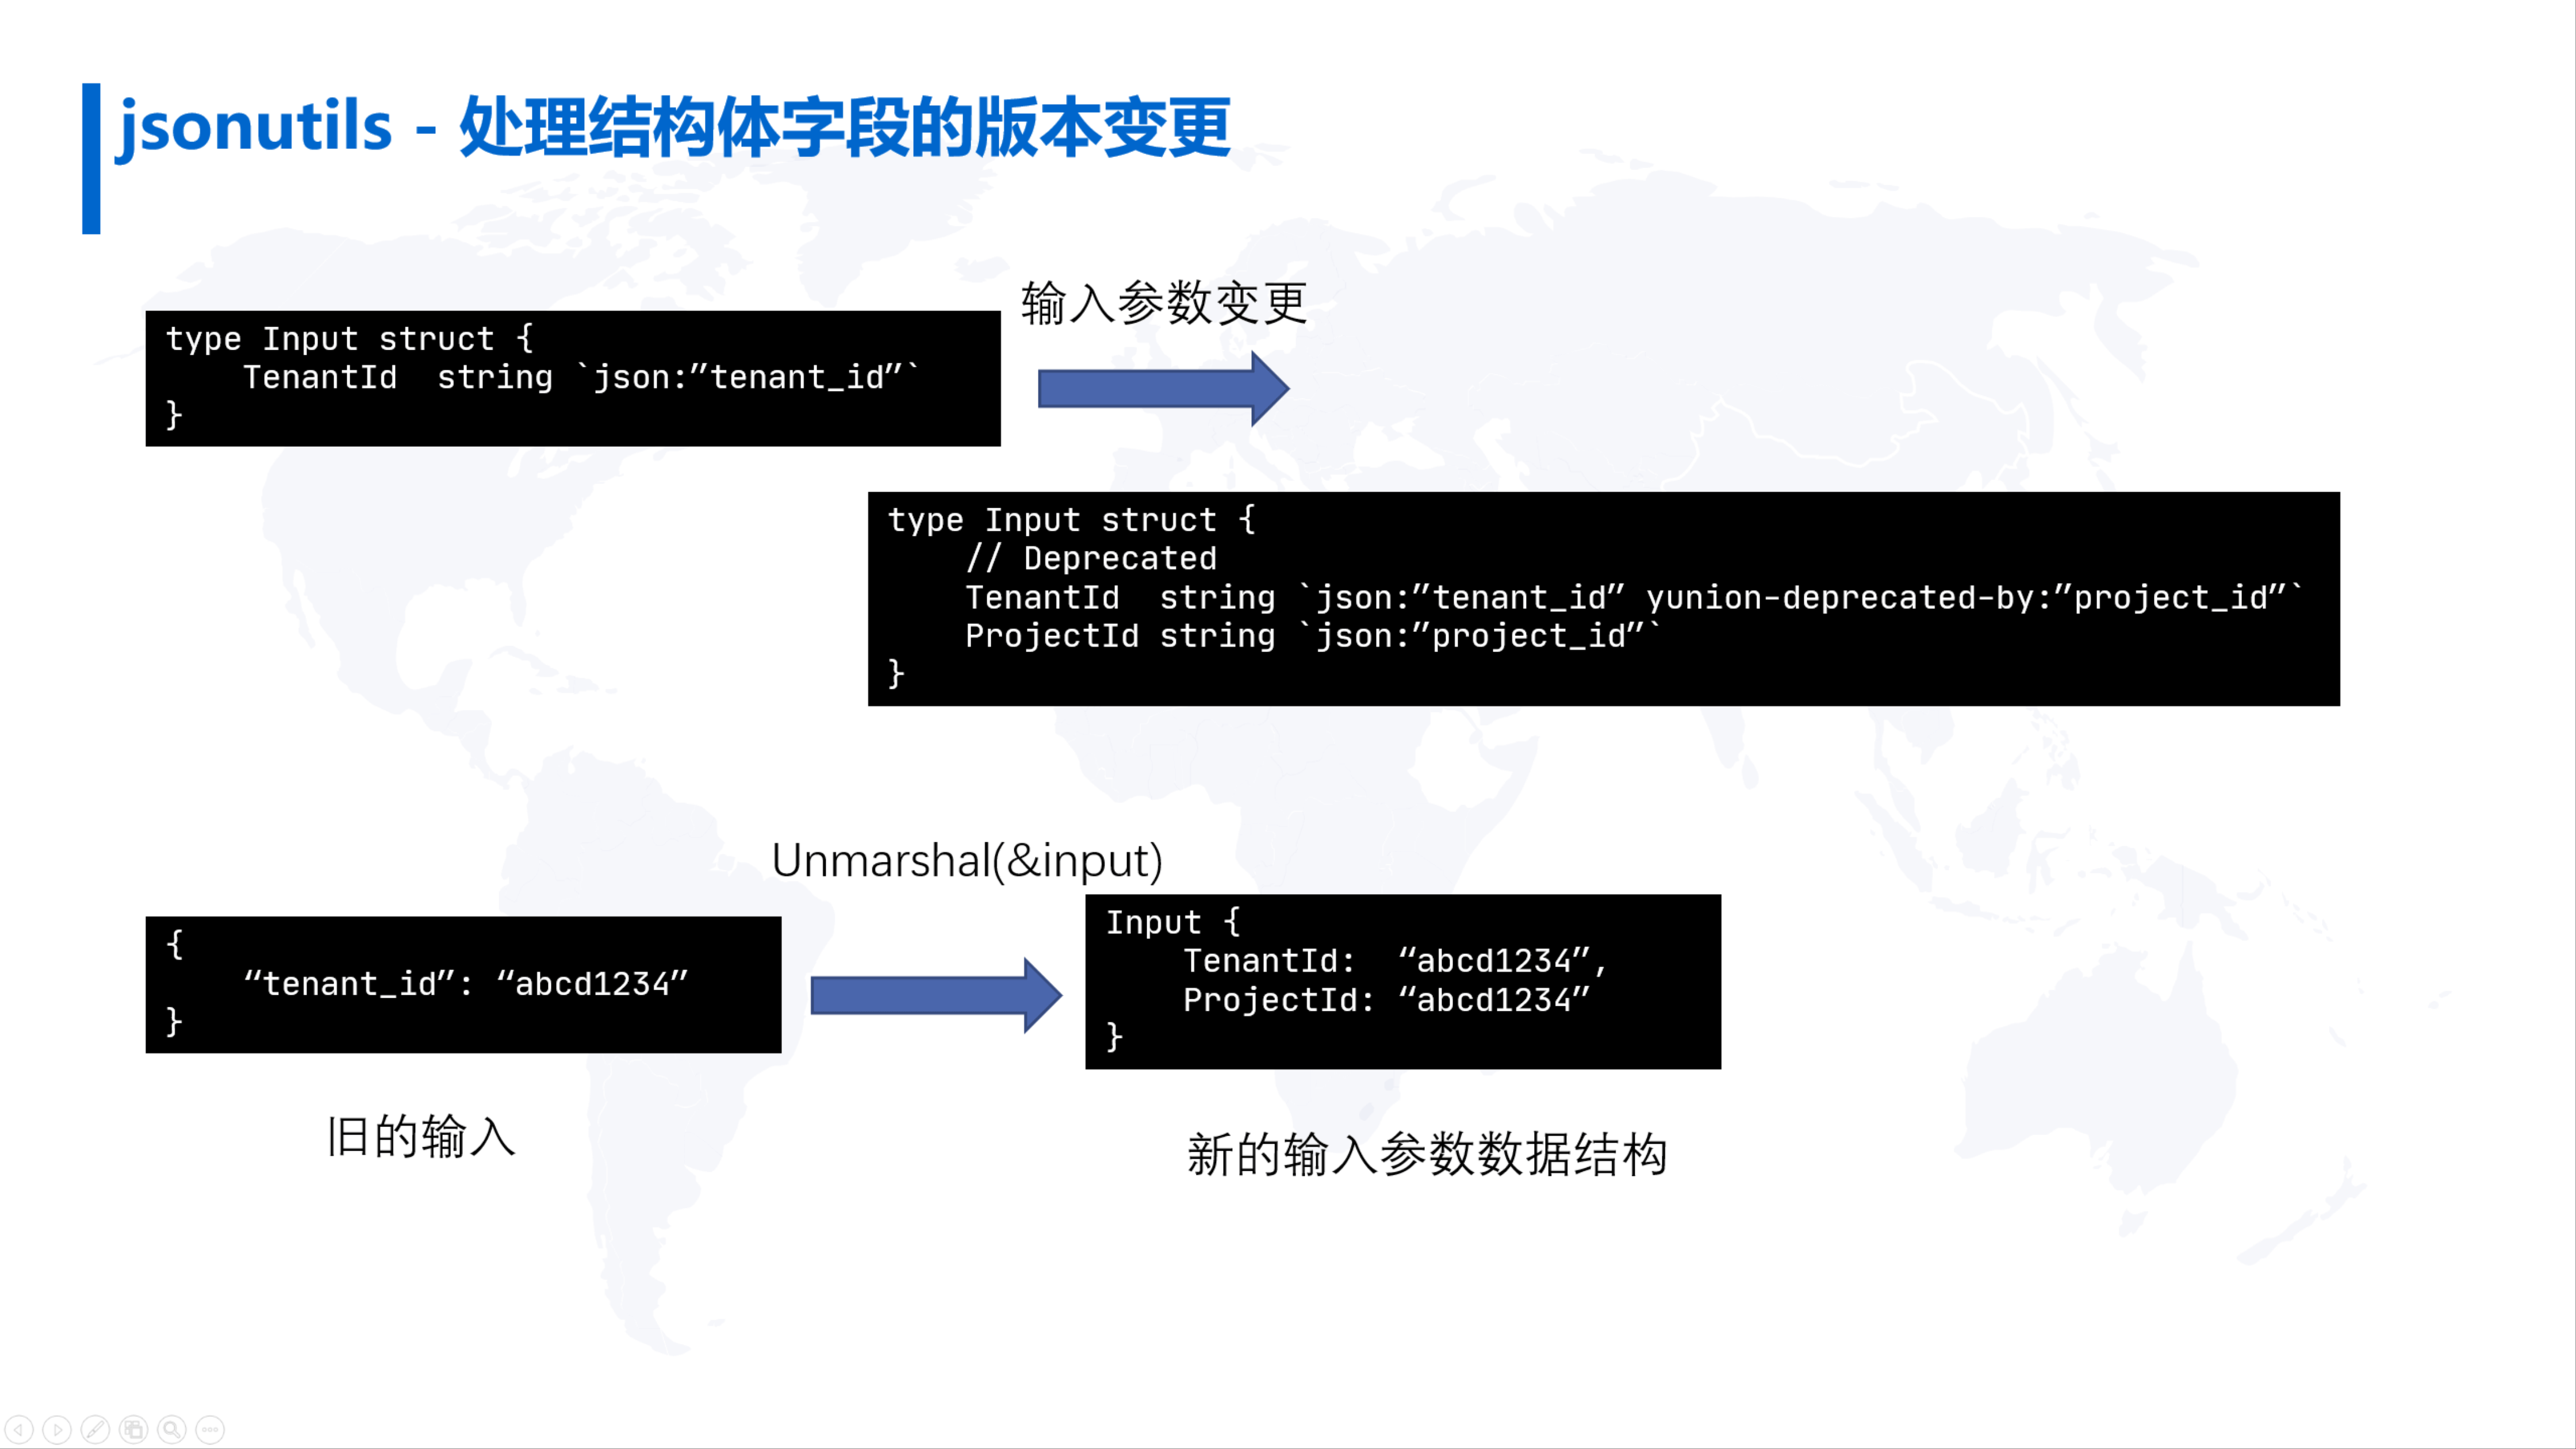 jsonutils - 处理结构体字段的版本变更
输入参数变更
type Input struct {
    TenantId  string `json:”tenant_id”`
}
type Input struct {
    // Deprecated
    TenantId  string `json:”tenant_id” yunion-deprecated-by:”project_id”`
    ProjectId string `json:”project_id”`
}
Unmarshal(&input)
{
    “tenant_id”: “abcd1234”
}
Input {
    TenantId:  “abcd1234”,
    ProjectId: “abcd1234”
}
旧的输入
新的输入参数数据结构